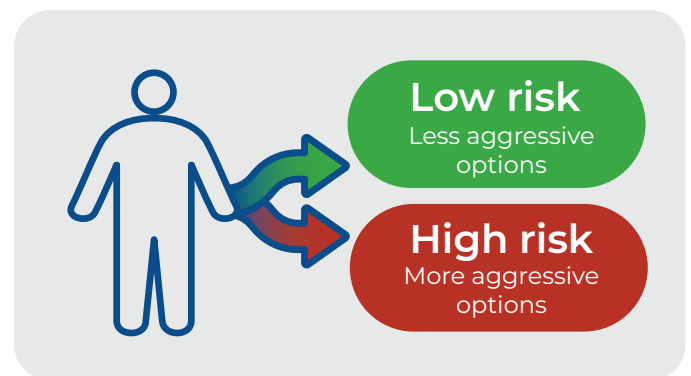 Low risk
Less aggressive
options
High risk
More aggressive
options